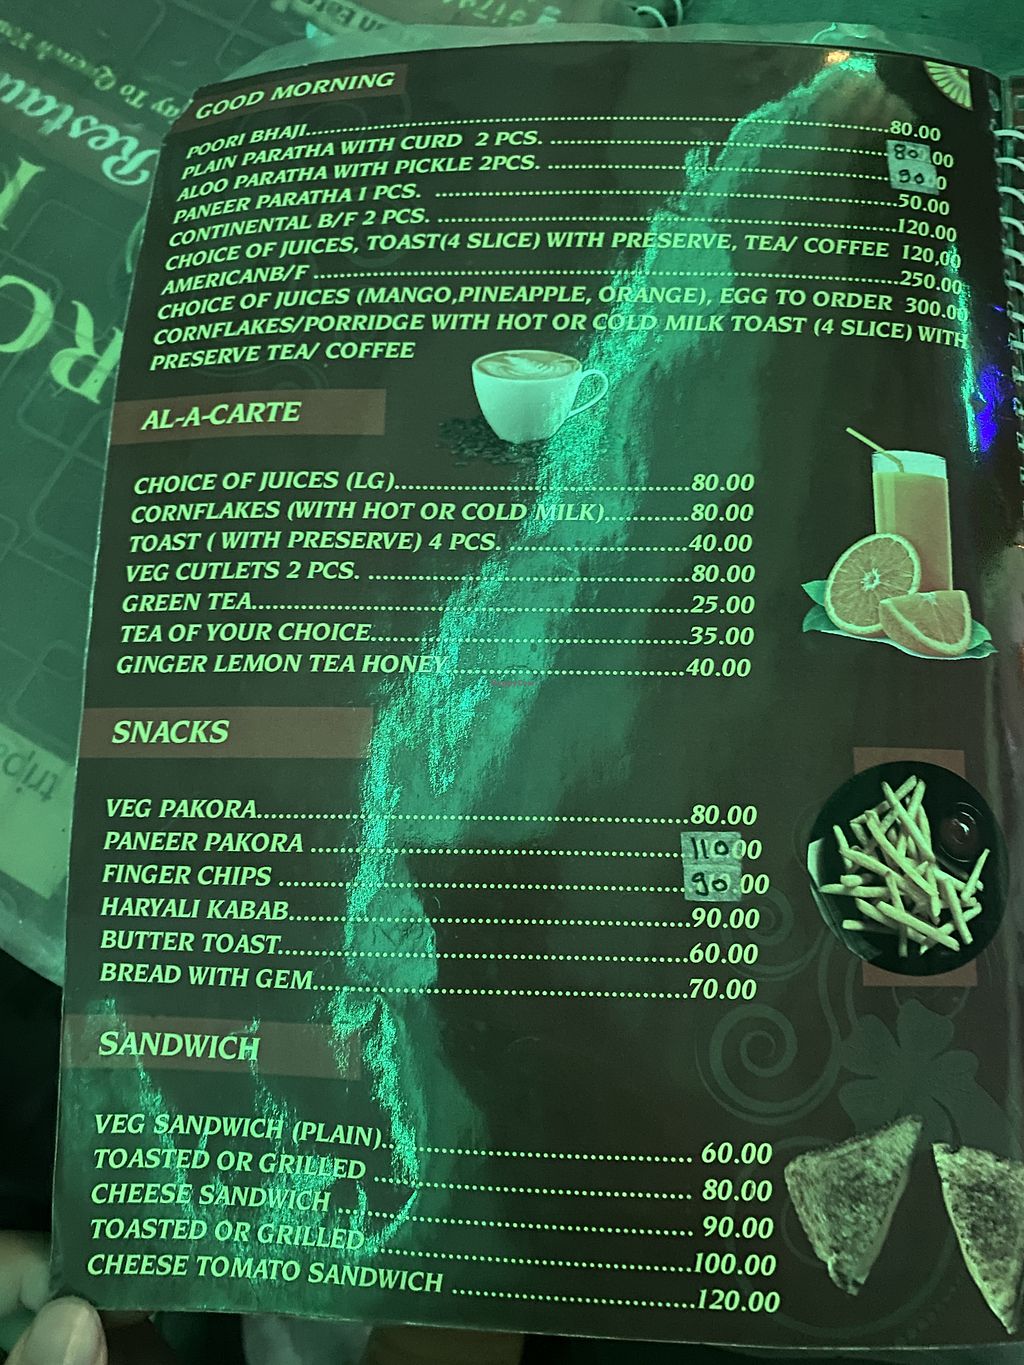 GOOD MORNING
POORI BHAJI..........80.00
PLAIN PARATHA WITH CURD 2 PCS. ..........80.00
ALOO PARATHA WITH PICKLE 2PCS. ..........90.0
PANEER PARATHA 1 PCS. ..........50.00
CONTINENTAL B/F 2 PCS. ..........120.00
CHOICE OF JUICES, TOAST(4 SLICE) WITH PRESERVE, TEA/ COFFEE 120,00
AMERICANB/F ..........250.00
CHOICE OF JUICES (MANGO,PINEAPPLE, ORANGE), EGG TO ORDER 300.00
CORNFLAKES/PORRIDGE WITH HOT OR COLD MILK TOAST (4 SLICE) WITH
PRESERVE TEA/ COFFEE
AL-A-CARTE
CHOICE OF JUICES (LG)..........80.00
CORNFLAKES (WITH HOT OR COLD MILK)..........80.00
TOAST ( WITH PRESERVE) 4 PCS. ..........40.00
VEG CUTLETS 2 PCS. ..........80.00
GREEN TEA..........25.00
TEA OF YOUR CHOICE..........35.00
GINGER LEMON TEA HONEY..........40.00
SNACKS
VEG PAKORA..........80.00
PANEER PAKORA ..........110.00
FINGER CHIPS ..........90.00
HARYALI KABAB..........90.00
BUTTER TOAST..........60.00
BREAD WITH GEM..........70.00
SANDWICH
VEG SANDWICH (PLAIN).......... 60.00
TOASTED OR GRILLED .......... 80.00
CHEESE SANDWICH .......... 90.00
TOASTED OR GRILLED..........100.00
CHEESE TOMATO SANDWICH ..........120.00